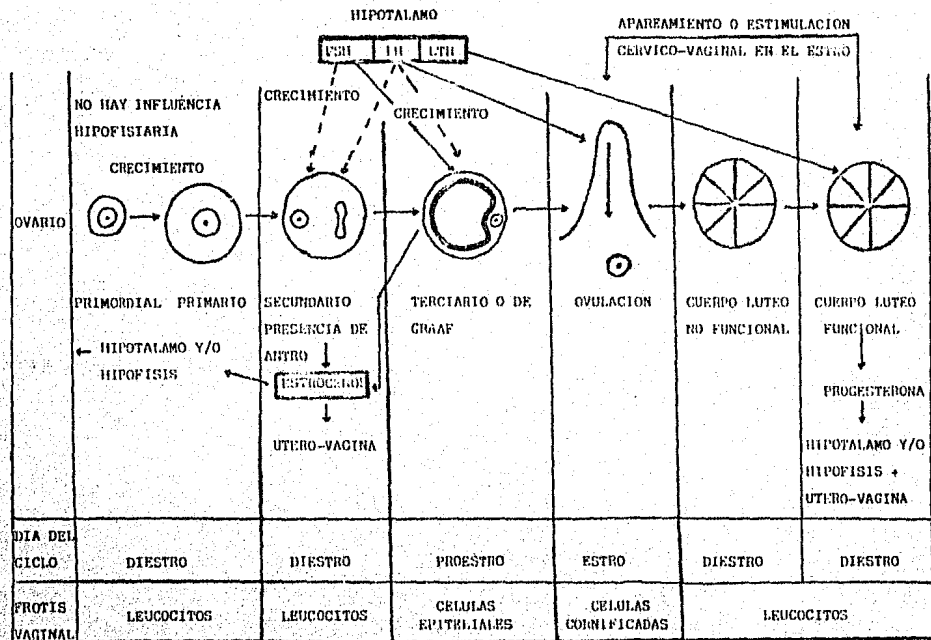 HIPOTALAMO
FSH LH LTH
APAREAMIENTO O ESTIMULACION
CERVICO-VAGINAL EN EL ESTRO
NO HAY INFLUENCIA
HIPOFISIARIA
CRECIMIENTO
CRECIMIENTO
CRECIMIENTO
OVARIO
PRIMORDIAL PRIMARIO
SECUNDARIO
PRESENCIA DE
ANTRO
TERCIARIO O DE
GRAAF
OVULACION
CUERPO LUTEO
NO FUNCIONAL
CUERPO LUTEO
FUNCIONAL
HIPOTALAMO Y/O
HIPOFISIS
ESTROGENOS
UTERO-VAGINA
PROGESTERONA
HIPOTALAMO Y/O
HIPOFISIS +
UTERO-VAGINA
DIA DEL
CICLO
DIESTRO
DIESTRO
PROESTRO
ESTRO
DIESTRO
DIESTRO
FROTIS
VAGINAL
LEUCOCITOS
LEUCOCITOS
CELULAS
EPITELIALES
CELULAS
CORNIFICADAS
LEUCOCITOS